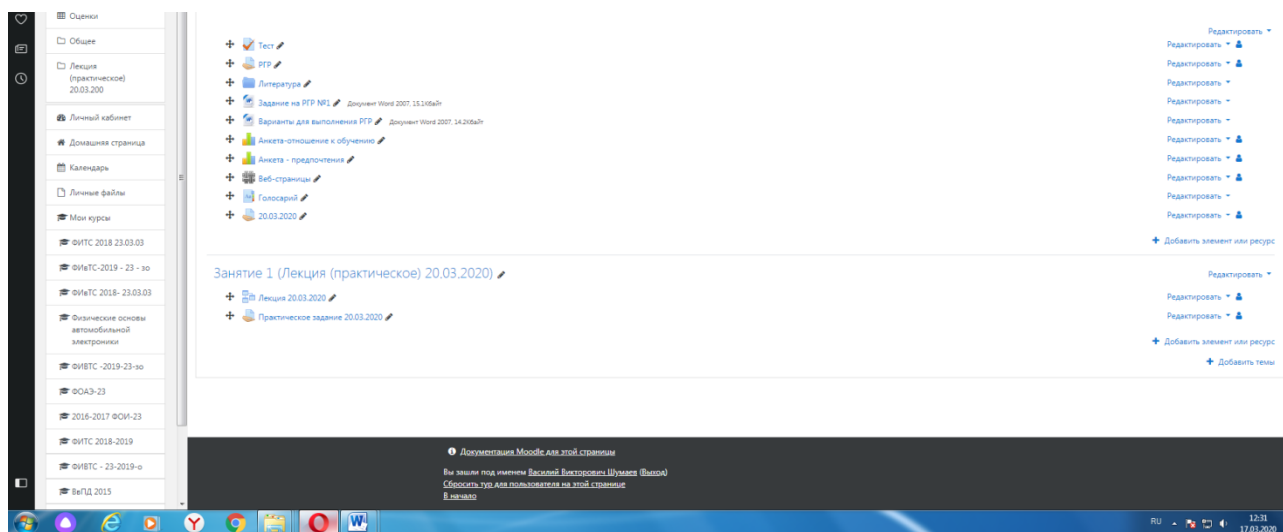 Оценки
Общее
Лекция
(практическое)
20.03.200
Личный кабинет
Домашняя страница
Календарь
Личные файлы
Мои курсы
ФИТС 2018 23.03.03
ФИвТС-2019 - 23 - зо
ФИвТС 2018- 23.03.03
Физические основы
автомобильной
электроники
ФИВТС -2019-23-зо
ФОАЭ-23
2016-2017 ФОИ-23
ФИТС 2018-2019
ФИВТС - 23-2019-о
ВвПД 2015
Редактировать
Тест Редактировать
РГР Редактировать
Литература Редактировать
Задание на РГР №1 Документ Word 2007, 15.1Кбайт Редактировать
Варианты для выполнения РГР Документ Word 2007, 14.2Кбайт Редактировать
Анкета-отношение к обучению Редактировать
Анкета - предпочтения Редактировать
Веб-страницы Редактировать
Голосарий Редактировать
20.03.2020 Редактировать
Добавить элемент или ресурс
Занятие 1 (Лекция (практическое) 20.03.2020) Редактировать
Лекция 20.03.2020 Редактировать
Практическое задание 20.03.2020 Редактировать
Добавить элемент или ресурс
Добавить темы
Документация Moodle для этой страницы
Вы зашли под именем Василий Викторович Шумаев (Выход)
Сбросить тур для пользователя на этой странице
В начало
RU 12:31
17.03.2020